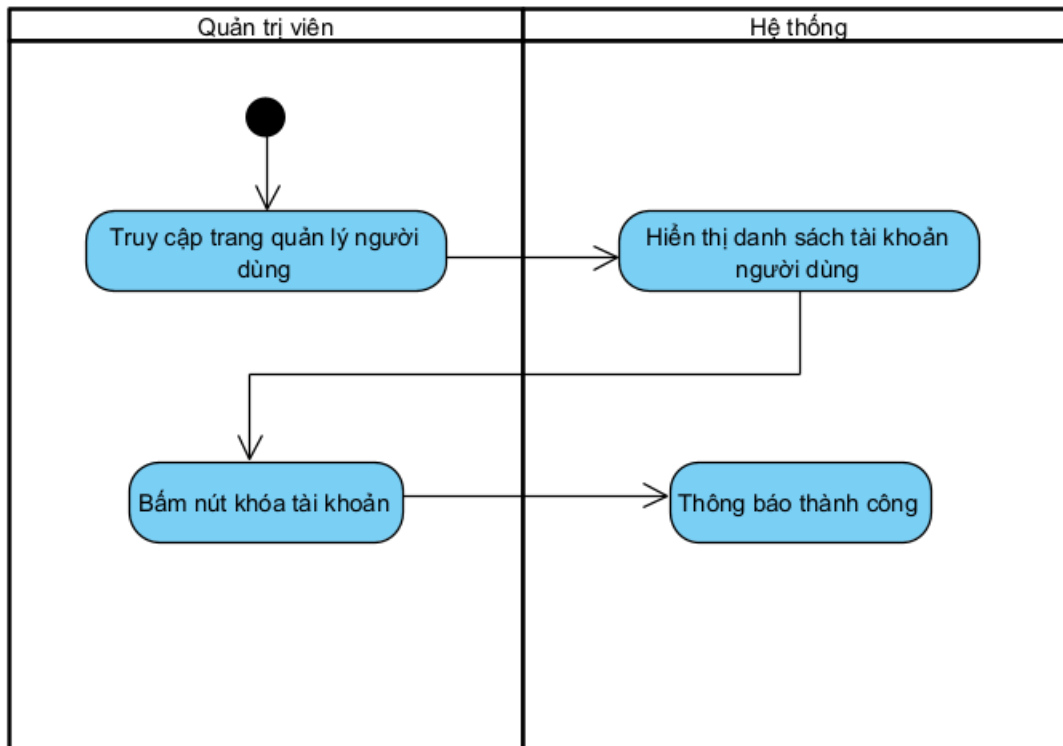 Quản trị viên
Hệ thống
Truy cập trang quản lý người
dùng
Hiển thị danh sách tài khoản
người dùng
Bấm nút khóa tài khoản
Thông báo thành công